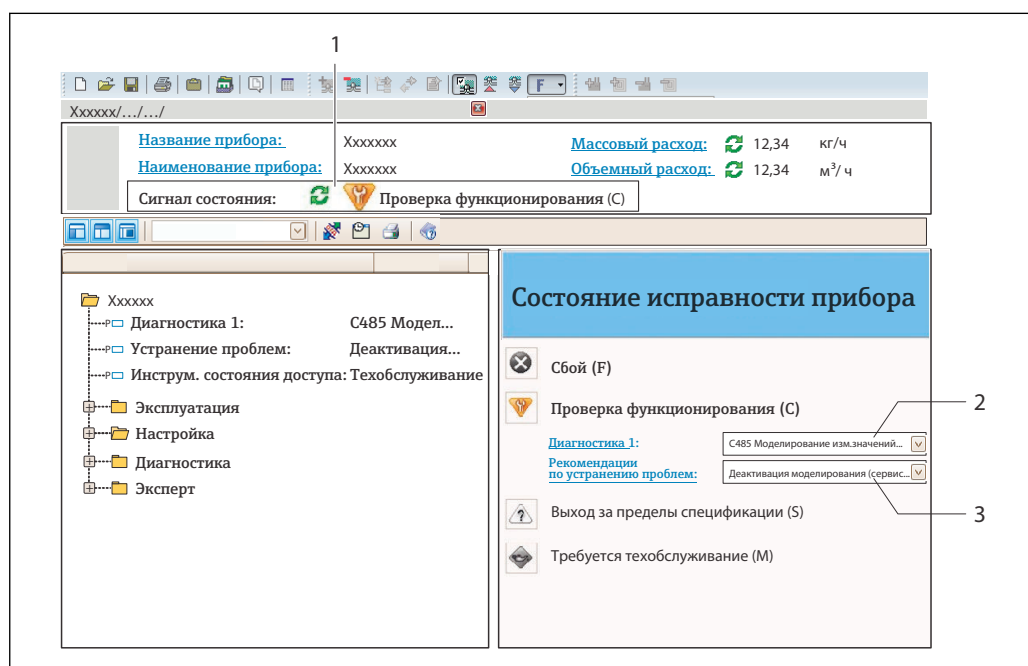 1
F
Xxxxxx/.../.../
Название прибора: Xxxxxxx Массовый расход: 12,34 кг/ч
Наименование прибора: Xxxxxxx Объемный расход: 12,34 м³/ ч
Сигнал состояния: Проверка функционирования (C)
Xxxxxx
Диагностика 1: C485 Модел...
Устранение проблем: Деактивация...
Инструм. состояния доступа: Техобслуживание
Эксплуатация
Настройка
Диагностика
Эксперт
Состояние исправности прибора
Сбой (F)
Проверка функционирования (C)
2
Диагностика 1: C485 Моделирование изм.значений...
Рекомендации
по устранению проблем: Деактивация моделирования (сервис...
3
Выход за пределы спецификации (S)
Требуется техобслуживание (M)